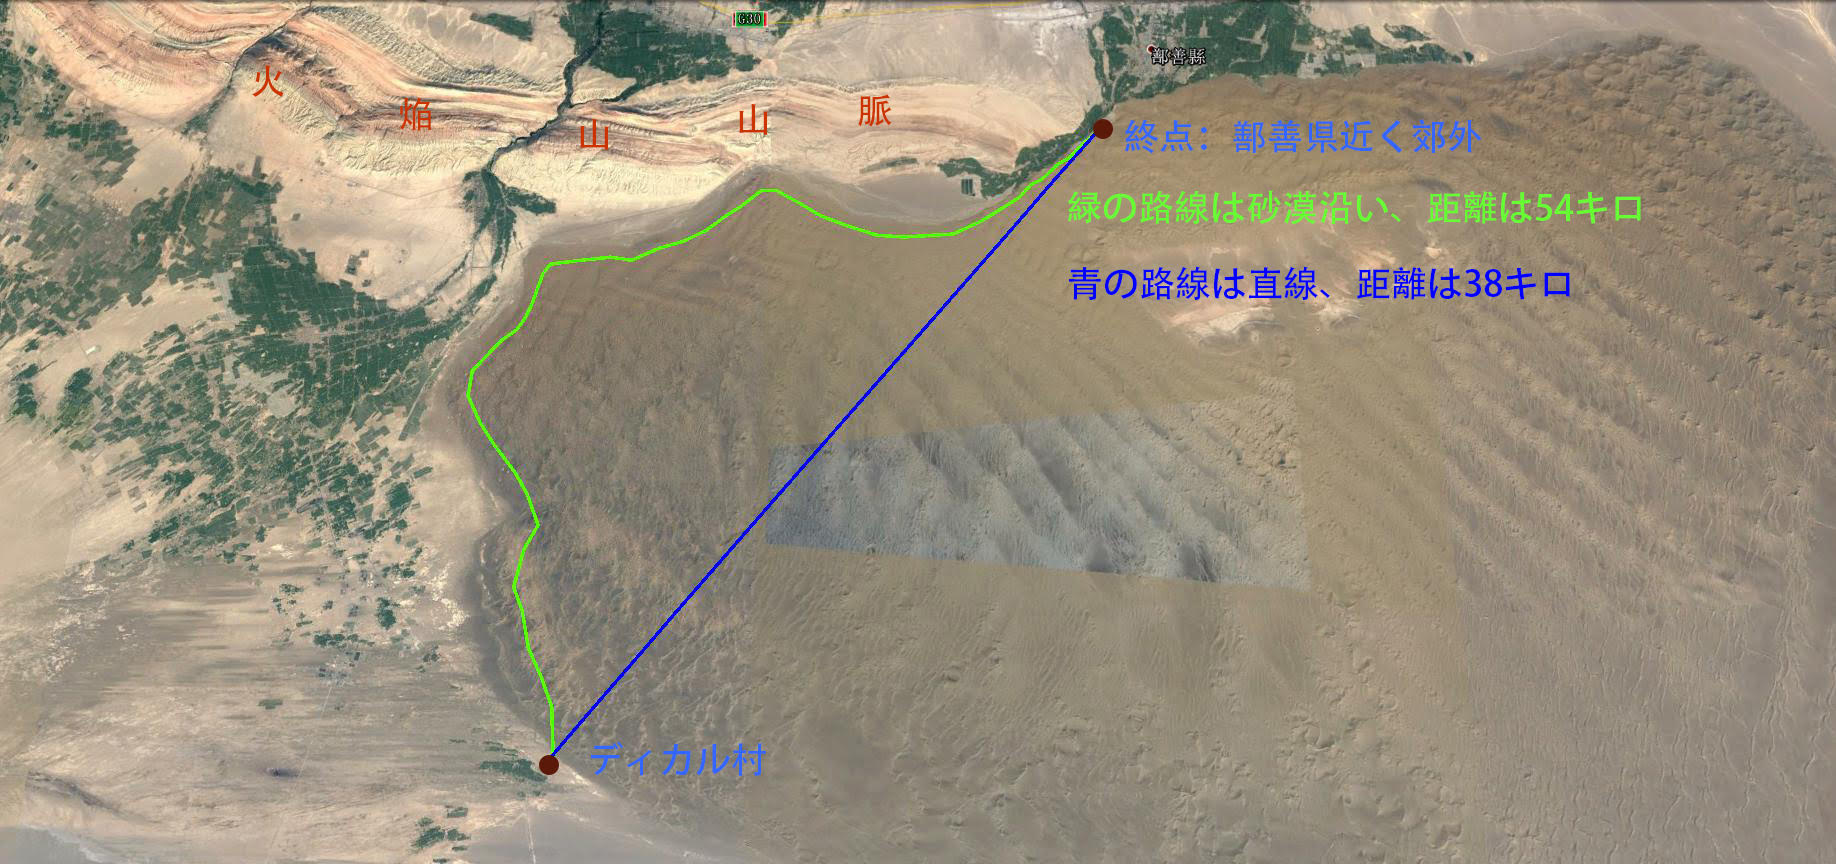 G30
鄯善縣
火焔山山脈
終点：鄯善県近く郊外
緑の路線は砂漠沿い、距離は54キロ
青の路線は直線、距離は38キロ
ディカル村